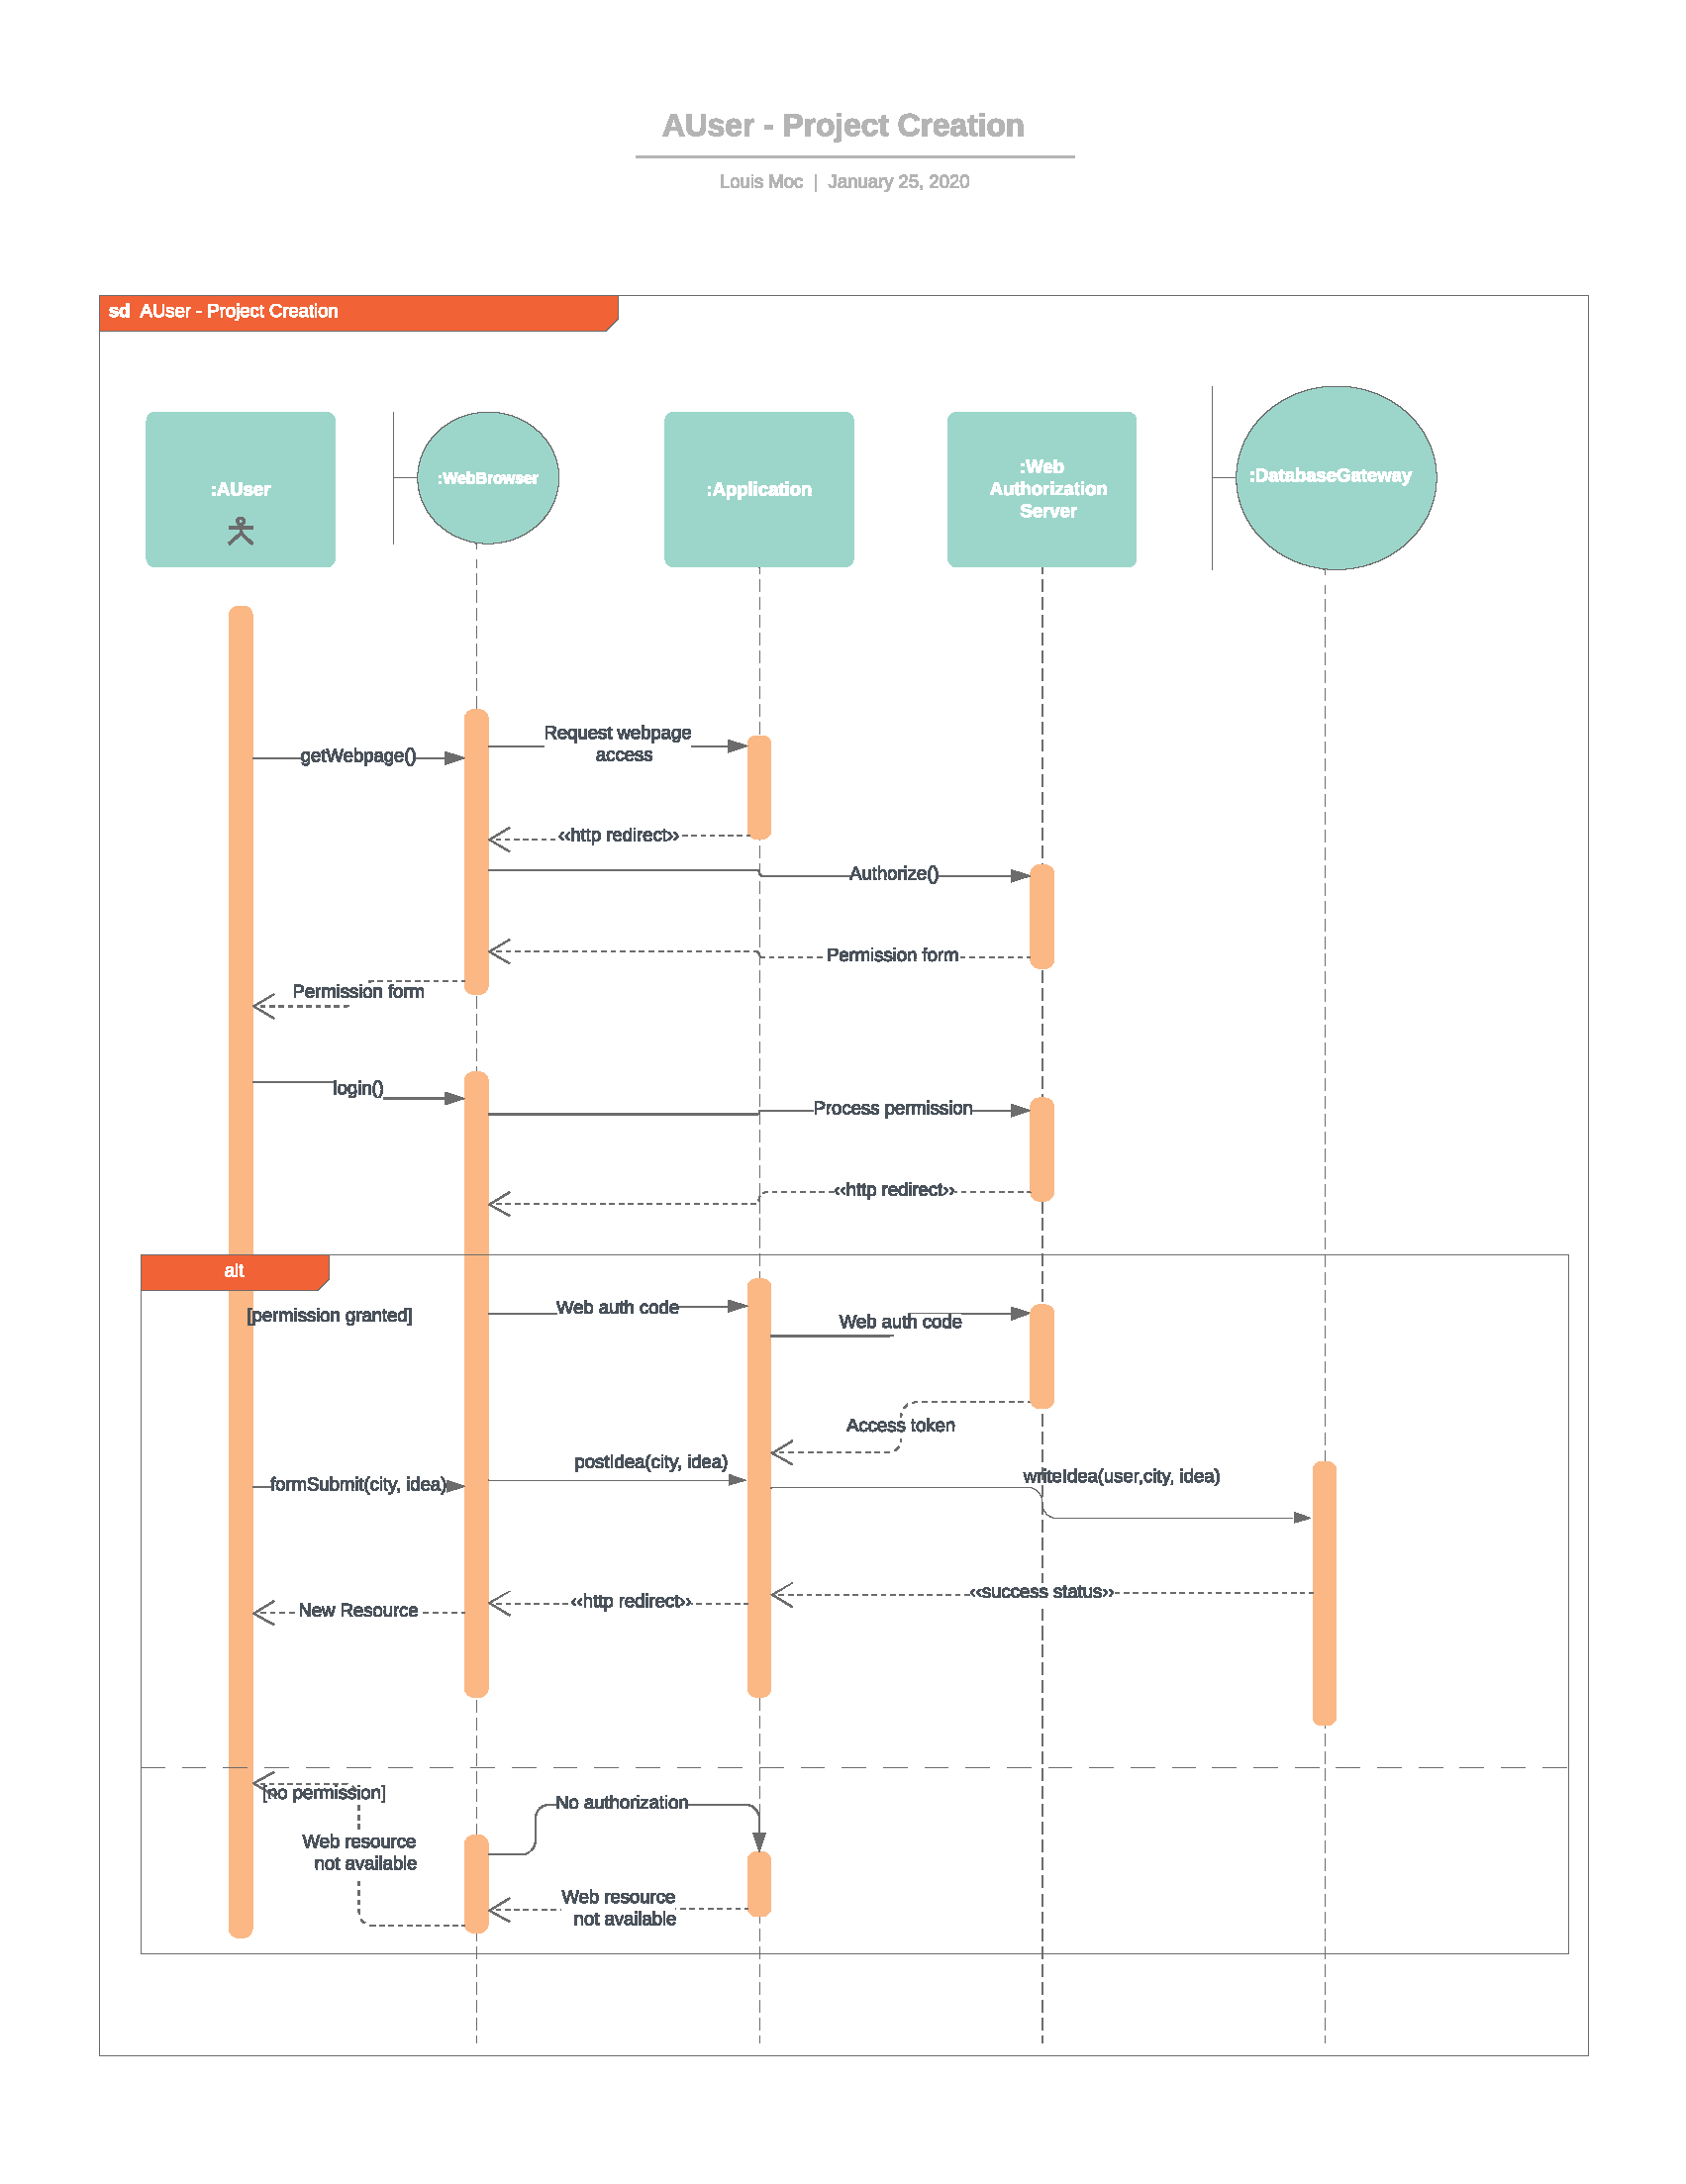 AUser - Project Creation
Louis Moc | January 25, 2020
sd AUser - Project Creation
:AUser
:WebBrowser
:Application
:Web
Authorization
Server
:DatabaseGateway
Request webpage
access
getWebpage()
‹‹http redirect››
Authorize()
Permission form
Permission form
login()
Process permission
‹‹http redirect››
alt
[permission granted]
Web auth code
Web auth code
Access token
postIdea(city, idea)
formSubmit(city, idea)
writeIdea(user,city, idea)
‹‹success status››
‹‹http redirect››
New Resource
[no permission]
No authorization
Web resource
not available
Web resource
not available